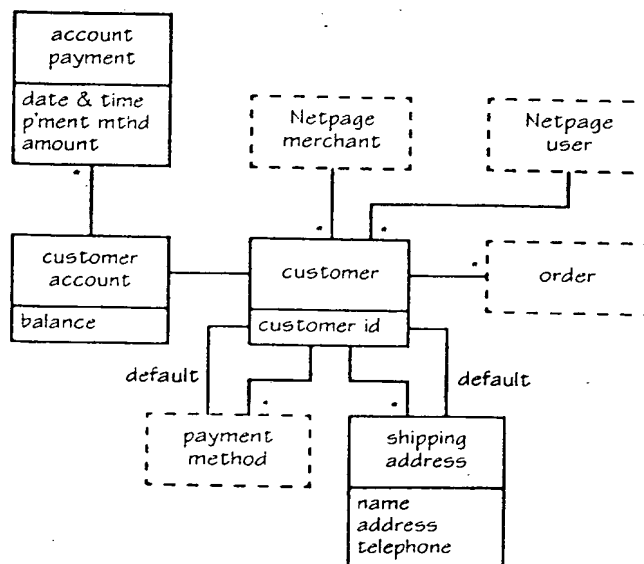 account
payment
date & time
p'ment mthd
amount
*
Netpage
merchant
Netpage
user
*
*
customer
account
balance
customer
customer id
*
order
default
default
*
*
payment
method
shipping
address
name
address
telephone